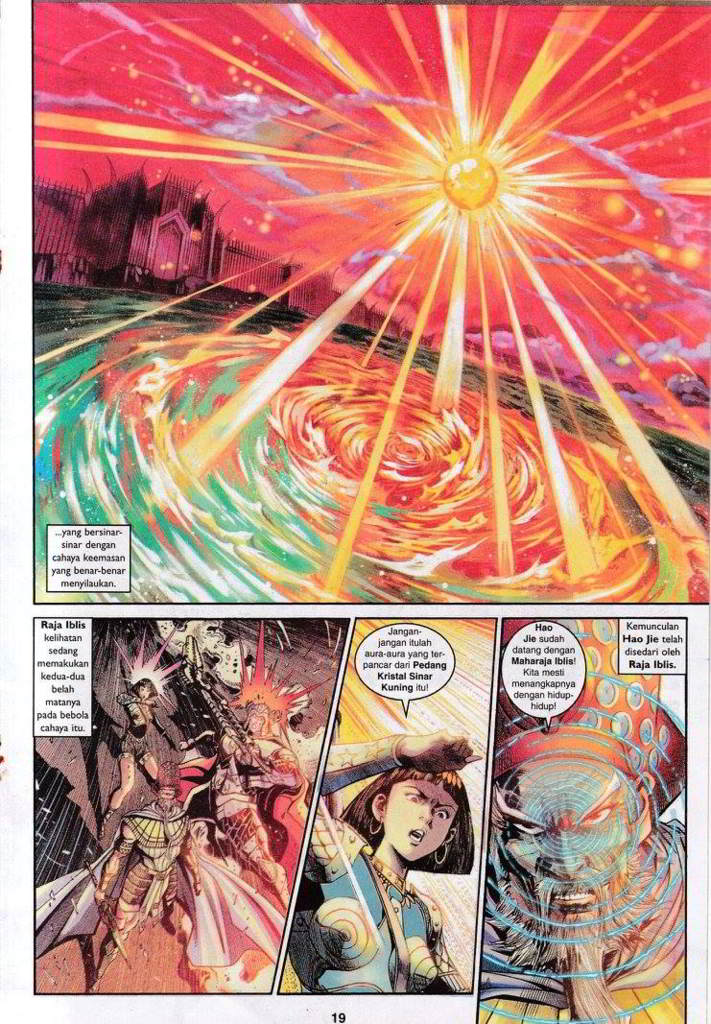 ...yang bersinar-
sinar dengan
cahaya keemasan
yang benar-benar
menyilaukan.
Raja Iblis
kelihatan
sedang
memakukan
kedua-dua
belah
matanya
pada bebola
cahaya itu.
Jangan-
jangan itulah
aura-aura yang ter-
pancar dari Pedang
Kristal Sinar
Kuning itu!
Hao
Jie sudah
datang dengan
Maharaja Iblis!
Kita mesti
menangkapnya
dengan hidup-
hidup!
Kemunculan
Hao Jie telah
disedari oleh
Raja Iblis.
19